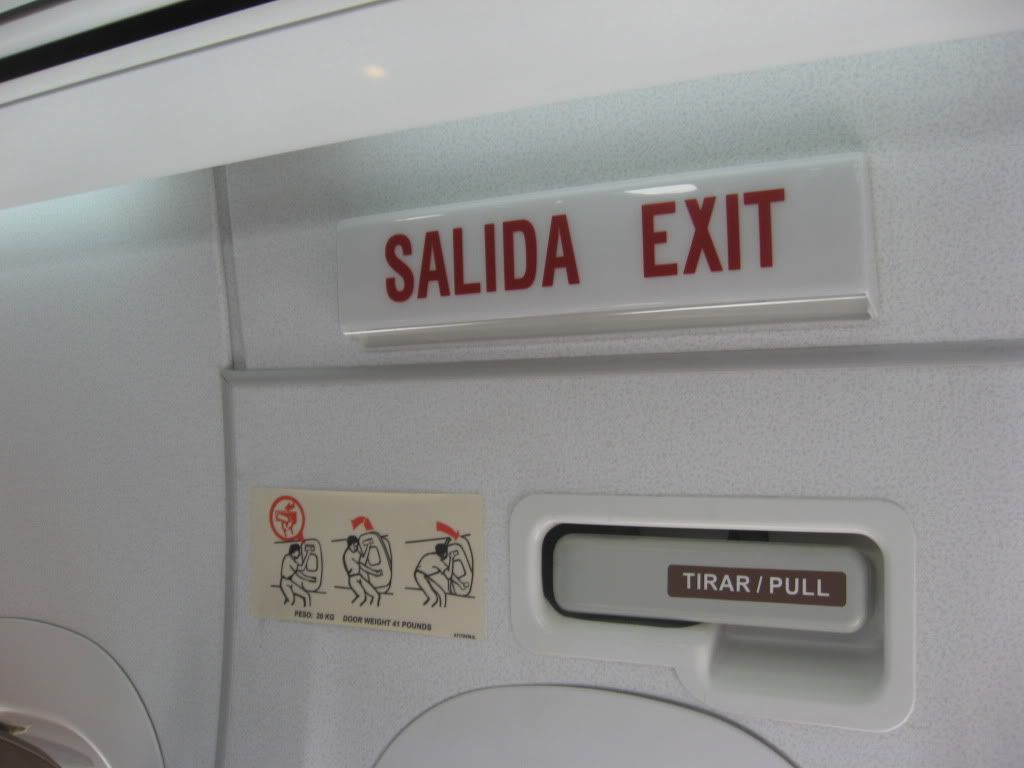 SALIDA EXIT
TIRAR / PULL
PESO: 20 KG DOOR WEIGHT 41 POUNDS